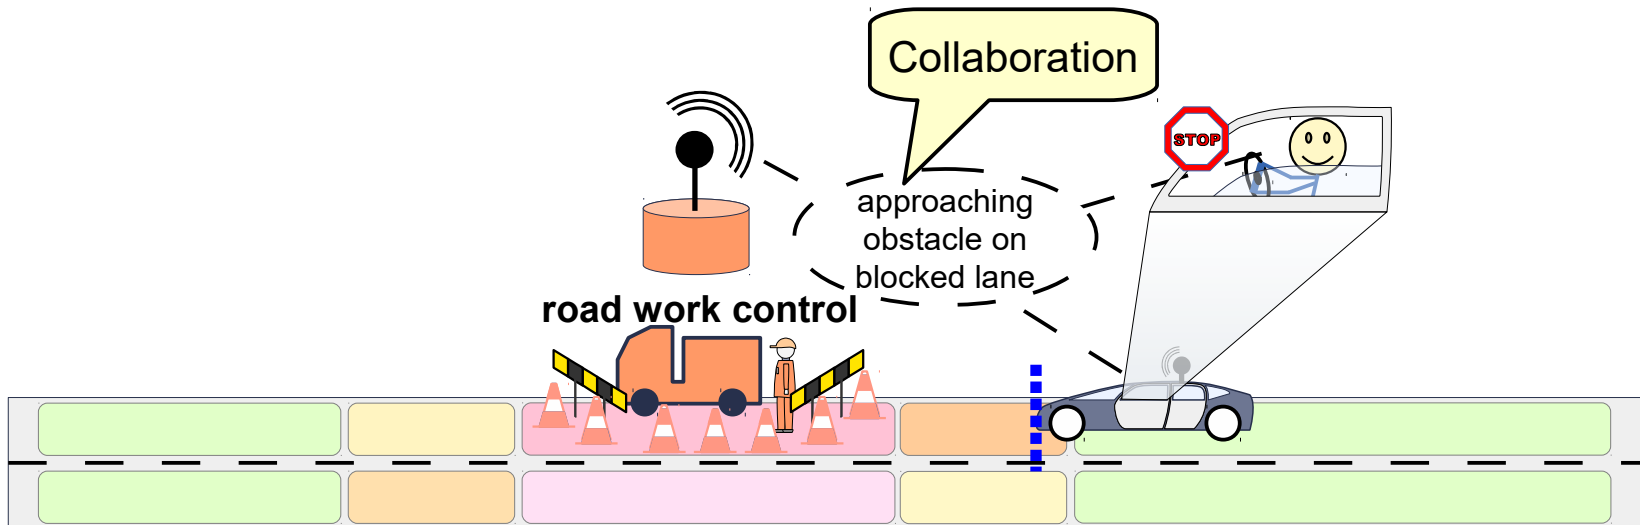 Collaboration
STOP
approaching
obstacle on
blocked lane
road work control